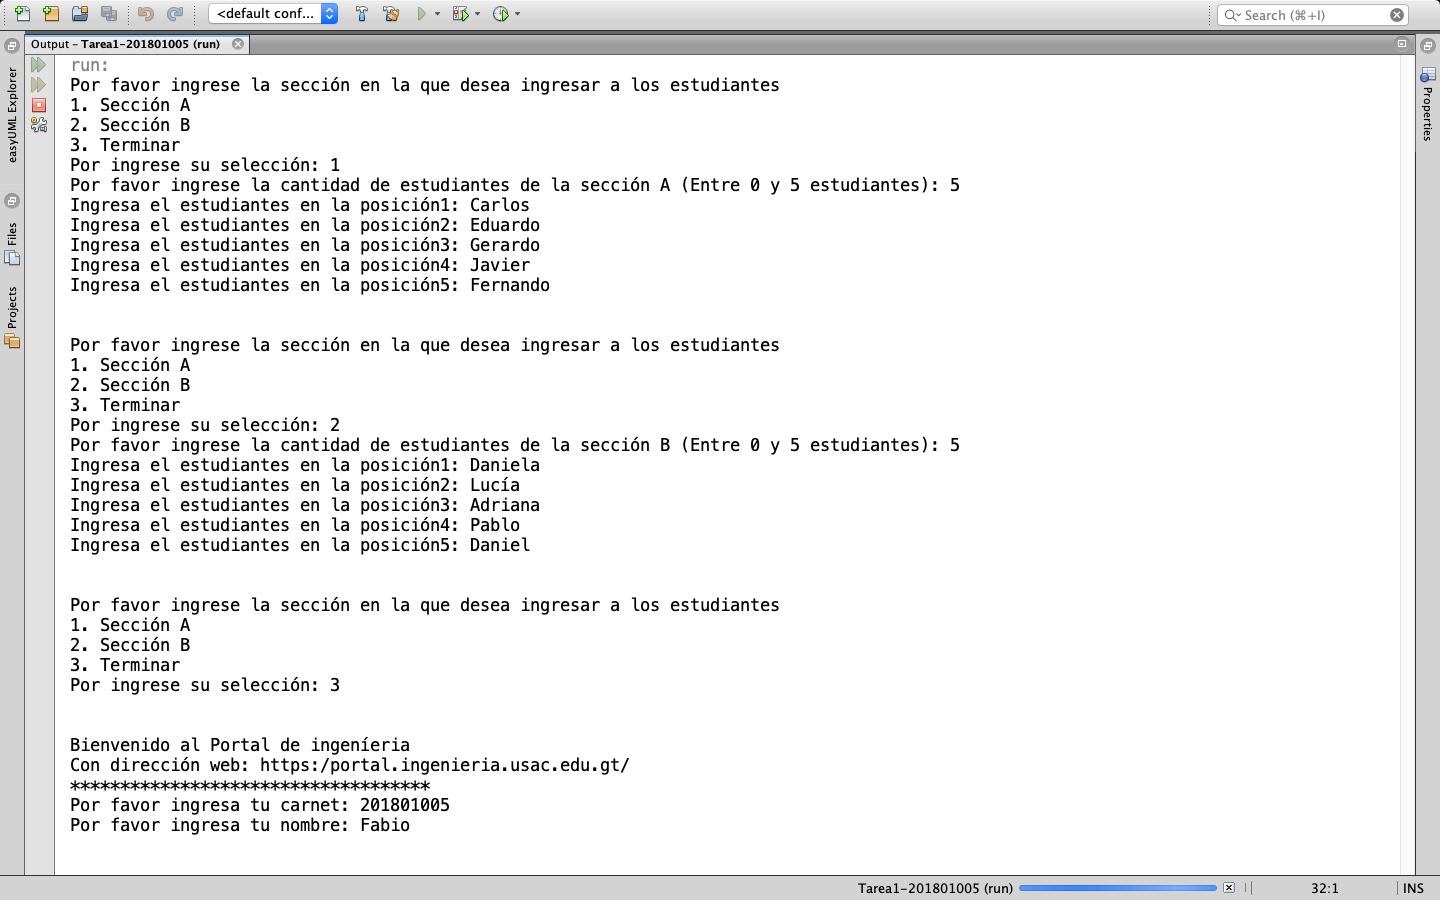 <default conf...
Search (⌘+I)
Output - Tarea1-201801005 (run)
easyUML Explorer
Files
Projects
Properties
run:
Por favor ingrese la sección en la que desea ingresar a los estudiantes
1. Sección A
2. Sección B
3. Terminar
Por ingrese su selección: 1
Por favor ingrese la cantidad de estudiantes de la sección A (Entre 0 y 5 estudiantes): 5
Ingresa el estudiantes en la posición1: Carlos
Ingresa el estudiantes en la posición2: Eduardo
Ingresa el estudiantes en la posición3: Gerardo
Ingresa el estudiantes en la posición4: Javier
Ingresa el estudiantes en la posición5: Fernando
Por favor ingrese la sección en la que desea ingresar a los estudiantes
1. Sección A
2. Sección B
3. Terminar
Por ingrese su selección: 2
Por favor ingrese la cantidad de estudiantes de la sección B (Entre 0 y 5 estudiantes): 5
Ingresa el estudiantes en la posición1: Daniela
Ingresa el estudiantes en la posición2: Lucía
Ingresa el estudiantes en la posición3: Adriana
Ingresa el estudiantes en la posición4: Pablo
Ingresa el estudiantes en la posición5: Daniel
Por favor ingrese la sección en la que desea ingresar a los estudiantes
1. Sección A
2. Sección B
3. Terminar
Por ingrese su selección: 3
Bienvenido al Portal de ingeníeria
Con dirección web: https:/portal.ingenieria.usac.edu.gt/
************************************
Por favor ingresa tu carnet: 201801005
Por favor ingresa tu nombre: Fabio
Tarea1-201801005 (run)
32:1
INS